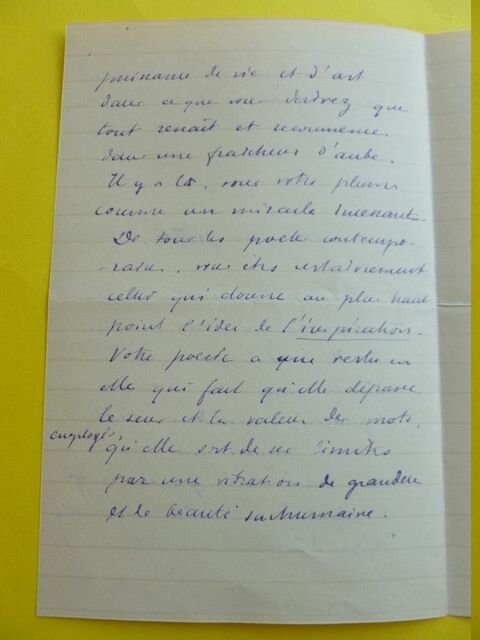 puissance de vie et d'art
dans ce que vous écrivez que
tout renaît et recommence
dans une fraîcheur d'aube.
Il y a là, sous votre plume
comme un miracle incessant.
De tous les poètes contempo-
-rains, vous êtes certainement
celui qui donne au plus haut
point l'idée de l'inspiration.
Votre poésie a une vertu en
elle qui fait qu'elle dépasse
le sens et la valeur des mots
employés, qu'elle sort de ses limites
par une vibration de grandeur
et de beauté surhumaine.